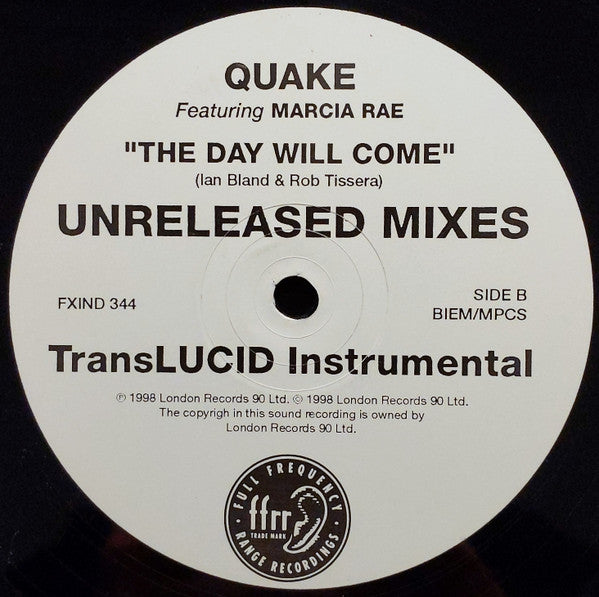 QUAKE
Featuring MARCIA RAE
"THE DAY WILL COME"
(Ian Bland & Rob Tissera)
UNRELEASED MIXES
FXIND 344
SIDE B
BIEM/MPCS
TransLUCID Instrumental
℗ 1998 London Records 90 Ltd. © 1998 London Records 90 Ltd.
The copyrigh in this sound recording is owned by
London Records 90 Ltd.
FULL FREQUENCY
ffrr
TRADE MARK
RANGE RECORDINGS